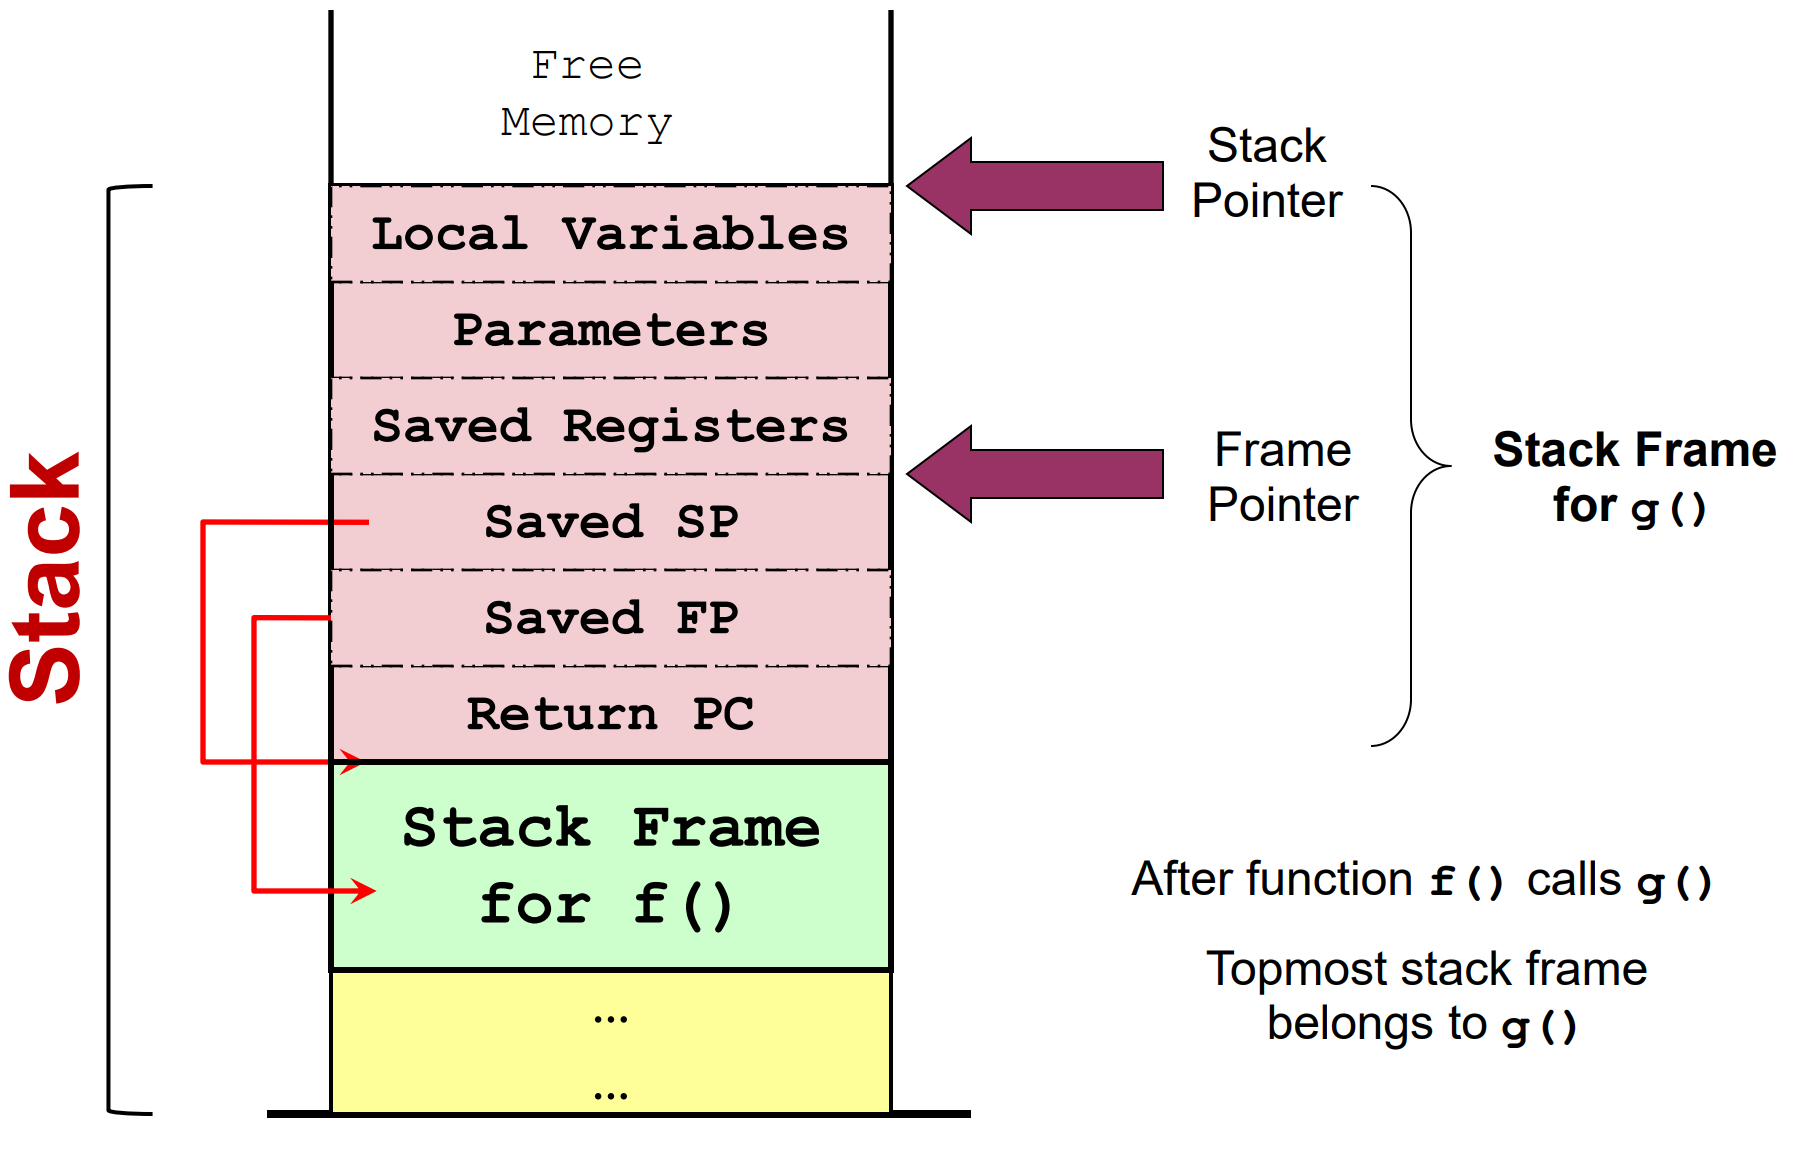 Free
Memory
Stack
Pointer
Local Variables
Parameters
Saved Registers
Frame
Pointer
Stack Frame
for g()
Saved SP
Saved FP
Return PC
Stack
Stack Frame
for f()
After function f() calls g()
Topmost stack frame
belongs to g()
...
...